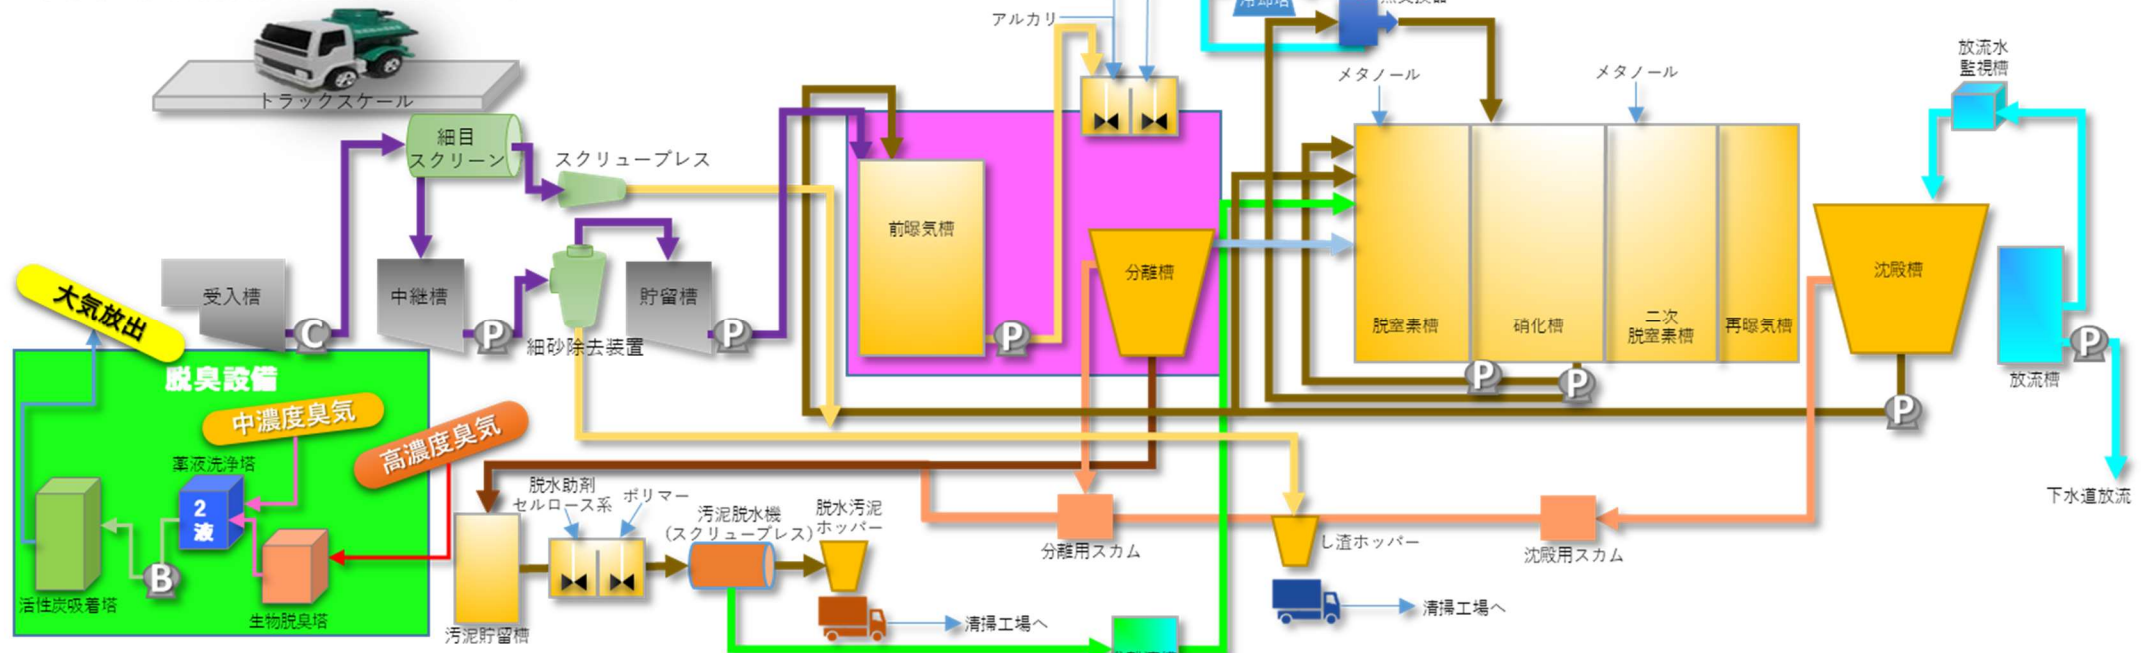 冷却塔
アルカリ
トラックスケール
メタノール
メタノール
放流水
監視槽
細目
スクリーン
スクリュープレス
前曝気槽
分離槽
沈殿槽
受入槽
C
中継槽
P
貯留槽
P
P
脱窒素槽
硝化槽
二次
脱窒素槽
再曝気槽
大気放出
細砂除去装置
P
P
P
放流槽
P
脱臭設備
中濃度臭気
高濃度臭気
薬液洗浄塔
2
液
B
活性炭吸着塔
生物脱臭塔
脱水助剤
セルロース系
ポリマー
汚泥脱水機
(スクリュープレス)
脱水汚泥
ホッパー
汚泥貯留槽
分離用スカム
し渣ホッパー
沈殿用スカム
下水道放流
清掃工場へ
清掃工場へ